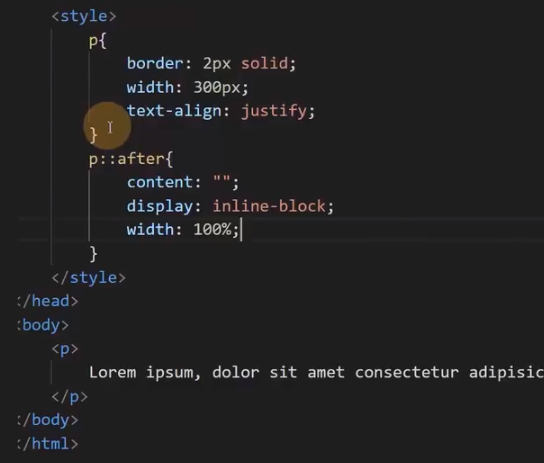 <style>
p{
border: 2px solid;
width: 300px;
text-align: justify;
}
p::after{
content: "";
display: inline-block;
width: 100%;
}
</style>
</head>
<body>
<p>
Lorem ipsum, dolor sit amet consectetur adipisic
</p>
</body>
</html>